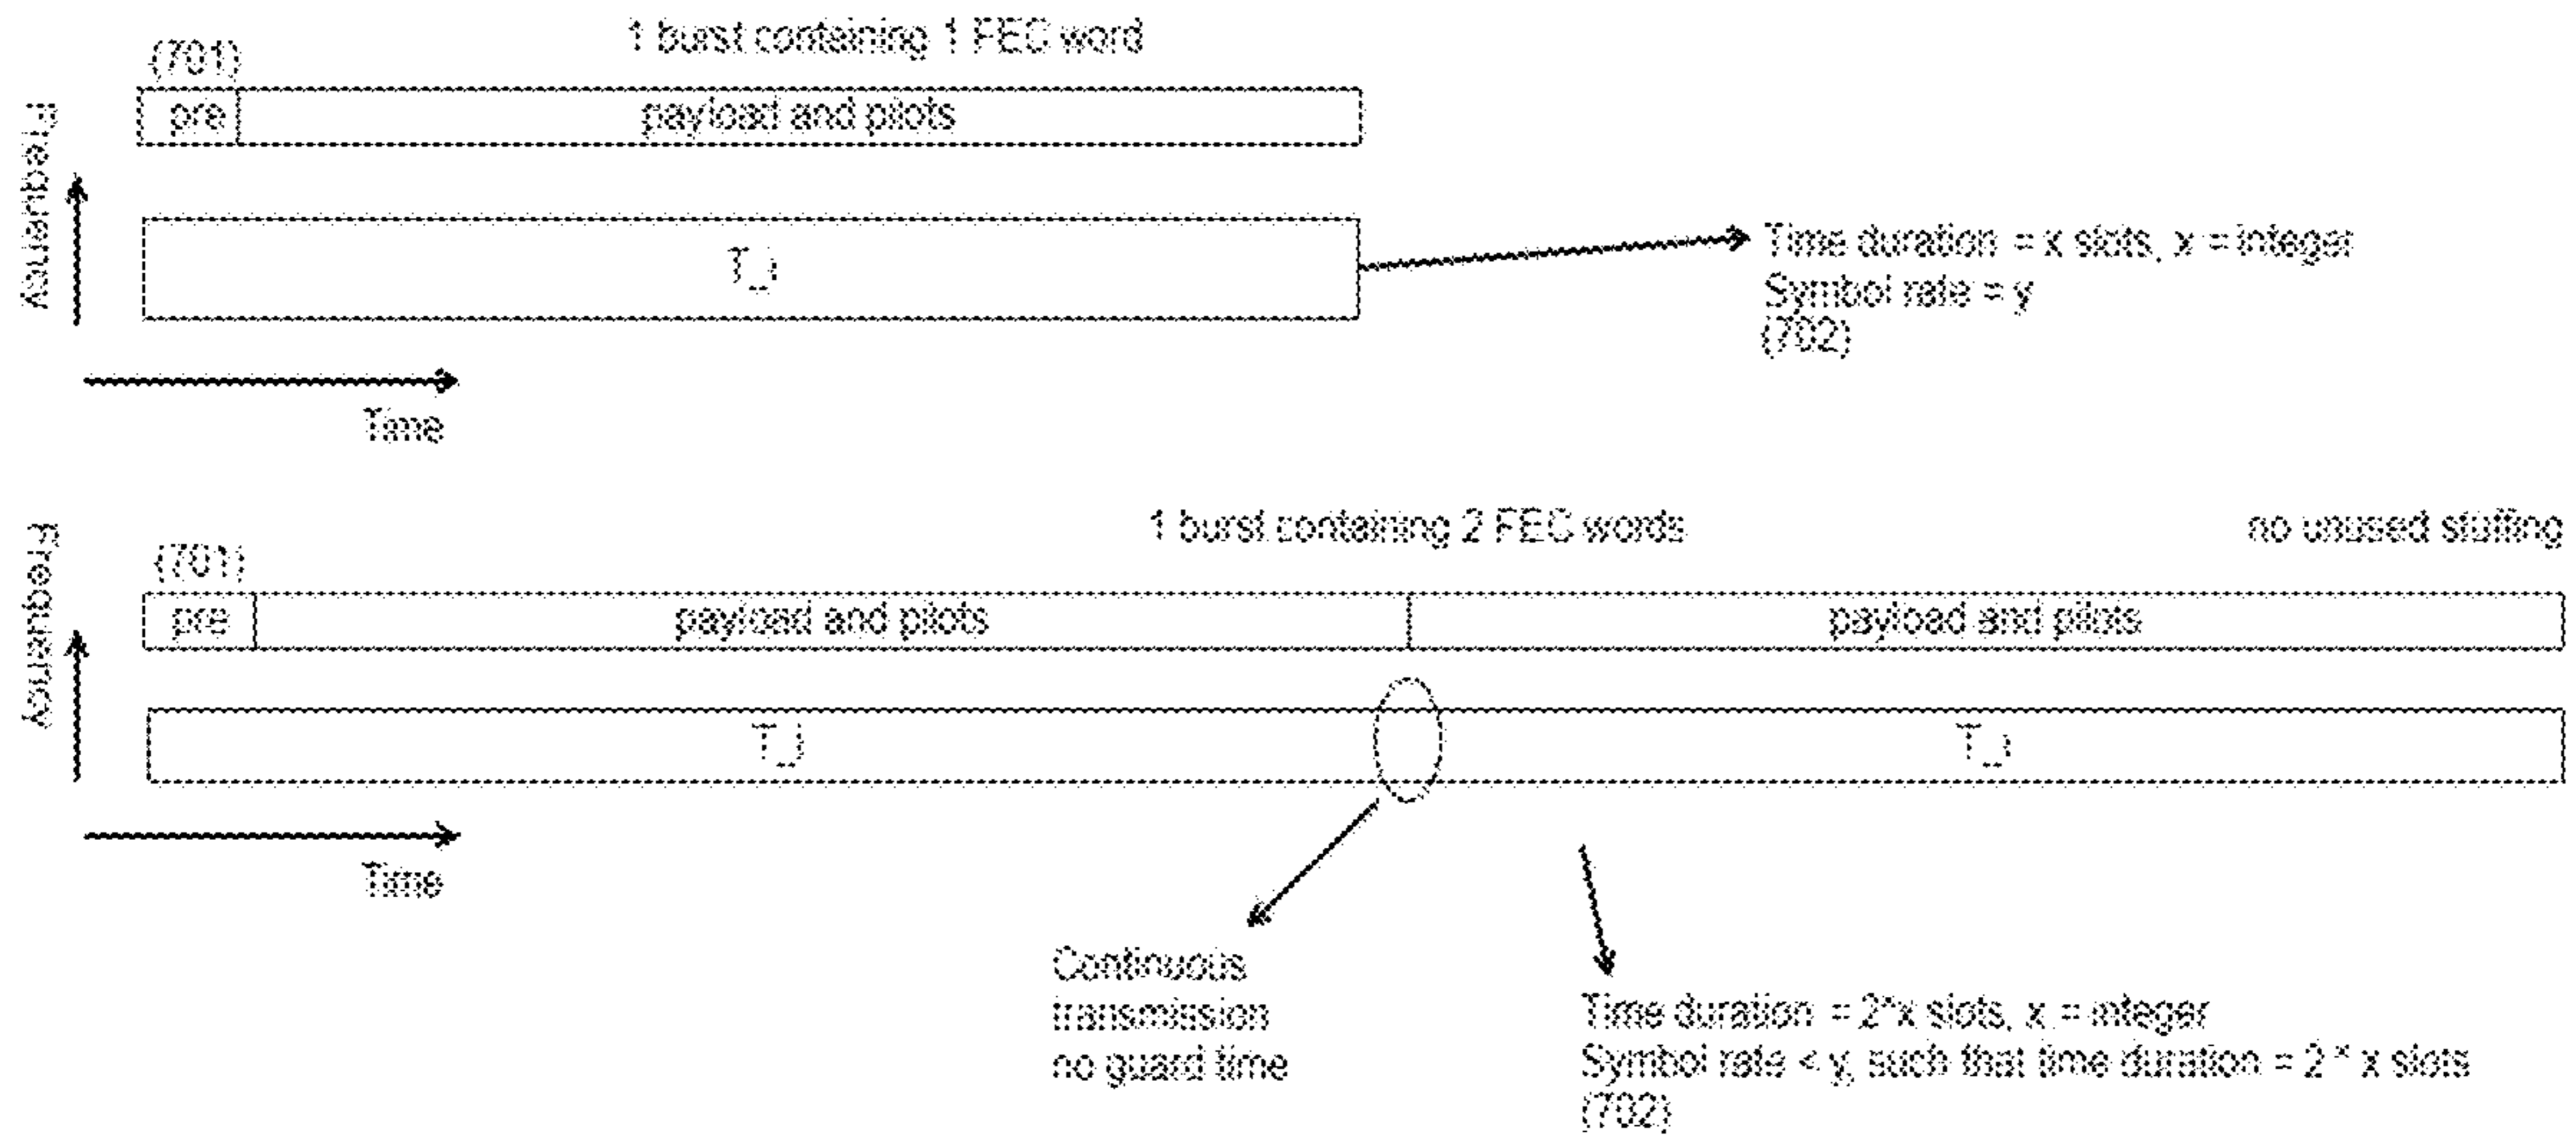 1 burst containing 1 FEC word
(701)
pre
payload and pilots
Frequency
T_j
Time duration = x slots, x = integer
Symbol rate = y
(702)
Time
1 burst containing 2 FEC words
no unused stuffing
(701)
pre
payload and pilots
payload and pilots
Frequency
T_j
T_j
Time
Continuous
transmission
no guard time
Time duration = 2*x slots, x = integer
Symbol rate < y, such that time duration = 2 * x slots
(702)